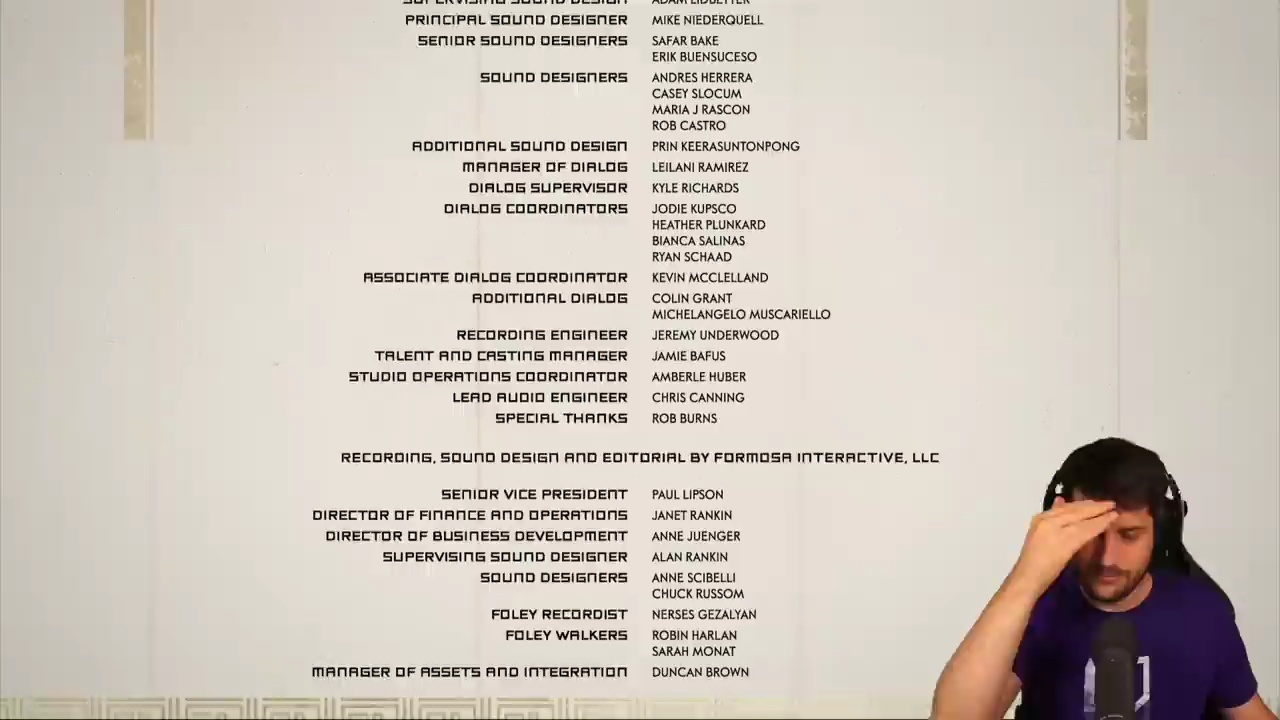 SUPERVISING SOUND DESIGN ADAM LIDBETTER
PRINCIPAL SOUND DESIGNER MIKE NIEDERQUELL
SENIOR SOUND DESIGNERS SAFAR BAKE
ERIK BUENSUCESO
SOUND DESIGNERS ANDRES HERRERA
CASEY SLOCUM
MARIA J RASCON
ROB CASTRO
ADDITIONAL SOUND DESIGN PRIN KEERASUNTONPONG
MANAGER OF DIALOG LEILANI RAMIREZ
DIALOG SUPERVISOR KYLE RICHARDS
DIALOG COORDINATORS JODIE KUPSCO
HEATHER PLUNKARD
BIANCA SALINAS
RYAN SCHAAD
ASSOCIATE DIALOG COORDINATOR KEVIN MCCLELLAND
ADDITIONAL DIALOG COLIN GRANT
MICHELANGELO MUSCARIELLO
RECORDING ENGINEER JEREMY UNDERWOOD
TALENT AND CASTING MANAGER JAMIE BAFUS
STUDIO OPERATIONS COORDINATOR AMBERLE HUBER
LEAD AUDIO ENGINEER CHRIS CANNING
SPECIAL THANKS ROB BURNS
RECORDING, SOUND DESIGN AND EDITORIAL BY FORMOSA INTERACTIVE, LLC
SENIOR VICE PRESIDENT PAUL LIPSON
DIRECTOR OF FINANCE AND OPERATIONS JANET RANKIN
DIRECTOR OF BUSINESS DEVELOPMENT ANNE JUENGER
SUPERVISING SOUND DESIGNER ALAN RANKIN
SOUND DESIGNERS ANNE SCIBELLI
CHUCK RUSSOM
FOLEY RECORDIST NERSES GEZALYAN
FOLEY WALKERS ROBIN HARLAN
SARAH MONAT
MANAGER OF ASSETS AND INTEGRATION DUNCAN BROWN